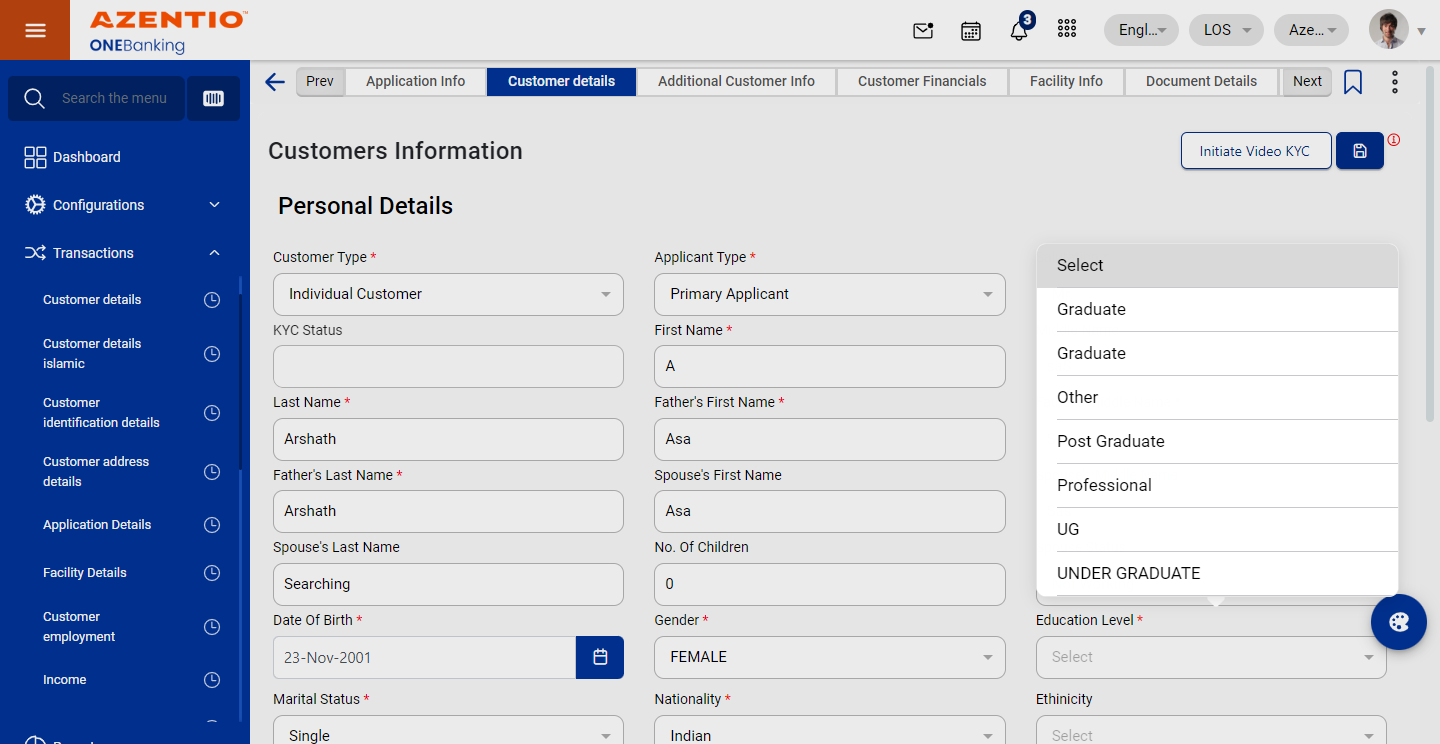 AZENTIO™
ONEBanking
3
Engl...
LOS
Aze...
Search the menu
Dashboard
Configurations
Transactions
Customer details
Customer details
islamic
Customer
identification details
Customer address
details
Application Details
Facility Details
Customer
employment
Income
Prev
Application Info
Customer details
Additional Customer Info
Customer Financials
Facility Info
Document Details
Next
Customers Information
Initiate Video KYC
Personal Details
Customer Type *
Applicant Type *
Individual Customer
Primary Applicant
KYC Status
First Name *
A
Last Name *
Father's First Name *
Arshath
Asa
Father's Last Name *
Spouse's First Name
Arshath
Asa
Spouse's Last Name
No. Of Children
Searching
0
Select
Graduate
Graduate
Other
Post Graduate
Professional
UG
UNDER GRADUATE
Date Of Birth *
Gender *
Education Level *
23-Nov-2001
FEMALE
Select
Marital Status *
Nationality *
Ethinicity
Single
Indian
Select